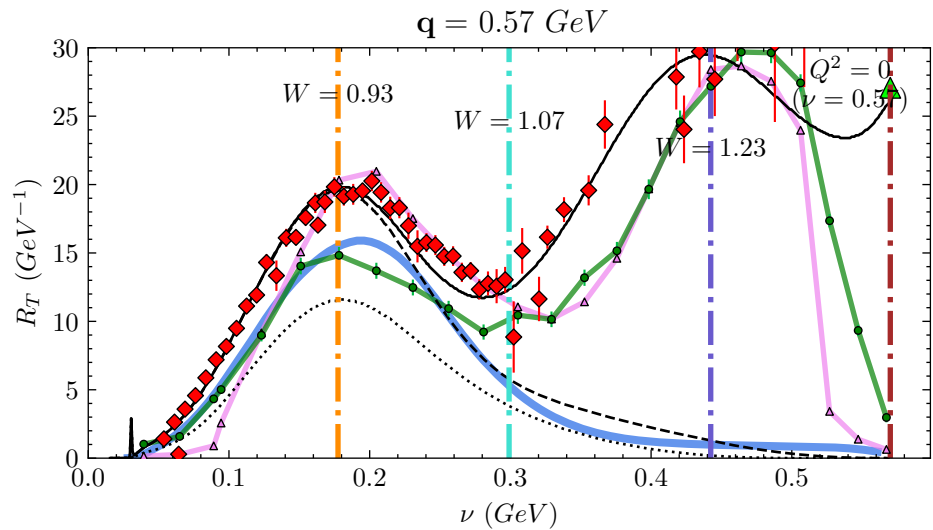 q = 0.57 GeV
30
25
20
15
10
5
0
R_T (GeV⁻¹)
W = 0.93
W = 1.07
W = 1.23
Q² = 0
(ν = 0.57)
0.0
0.1
0.2
0.3
0.4
0.5
ν (GeV)